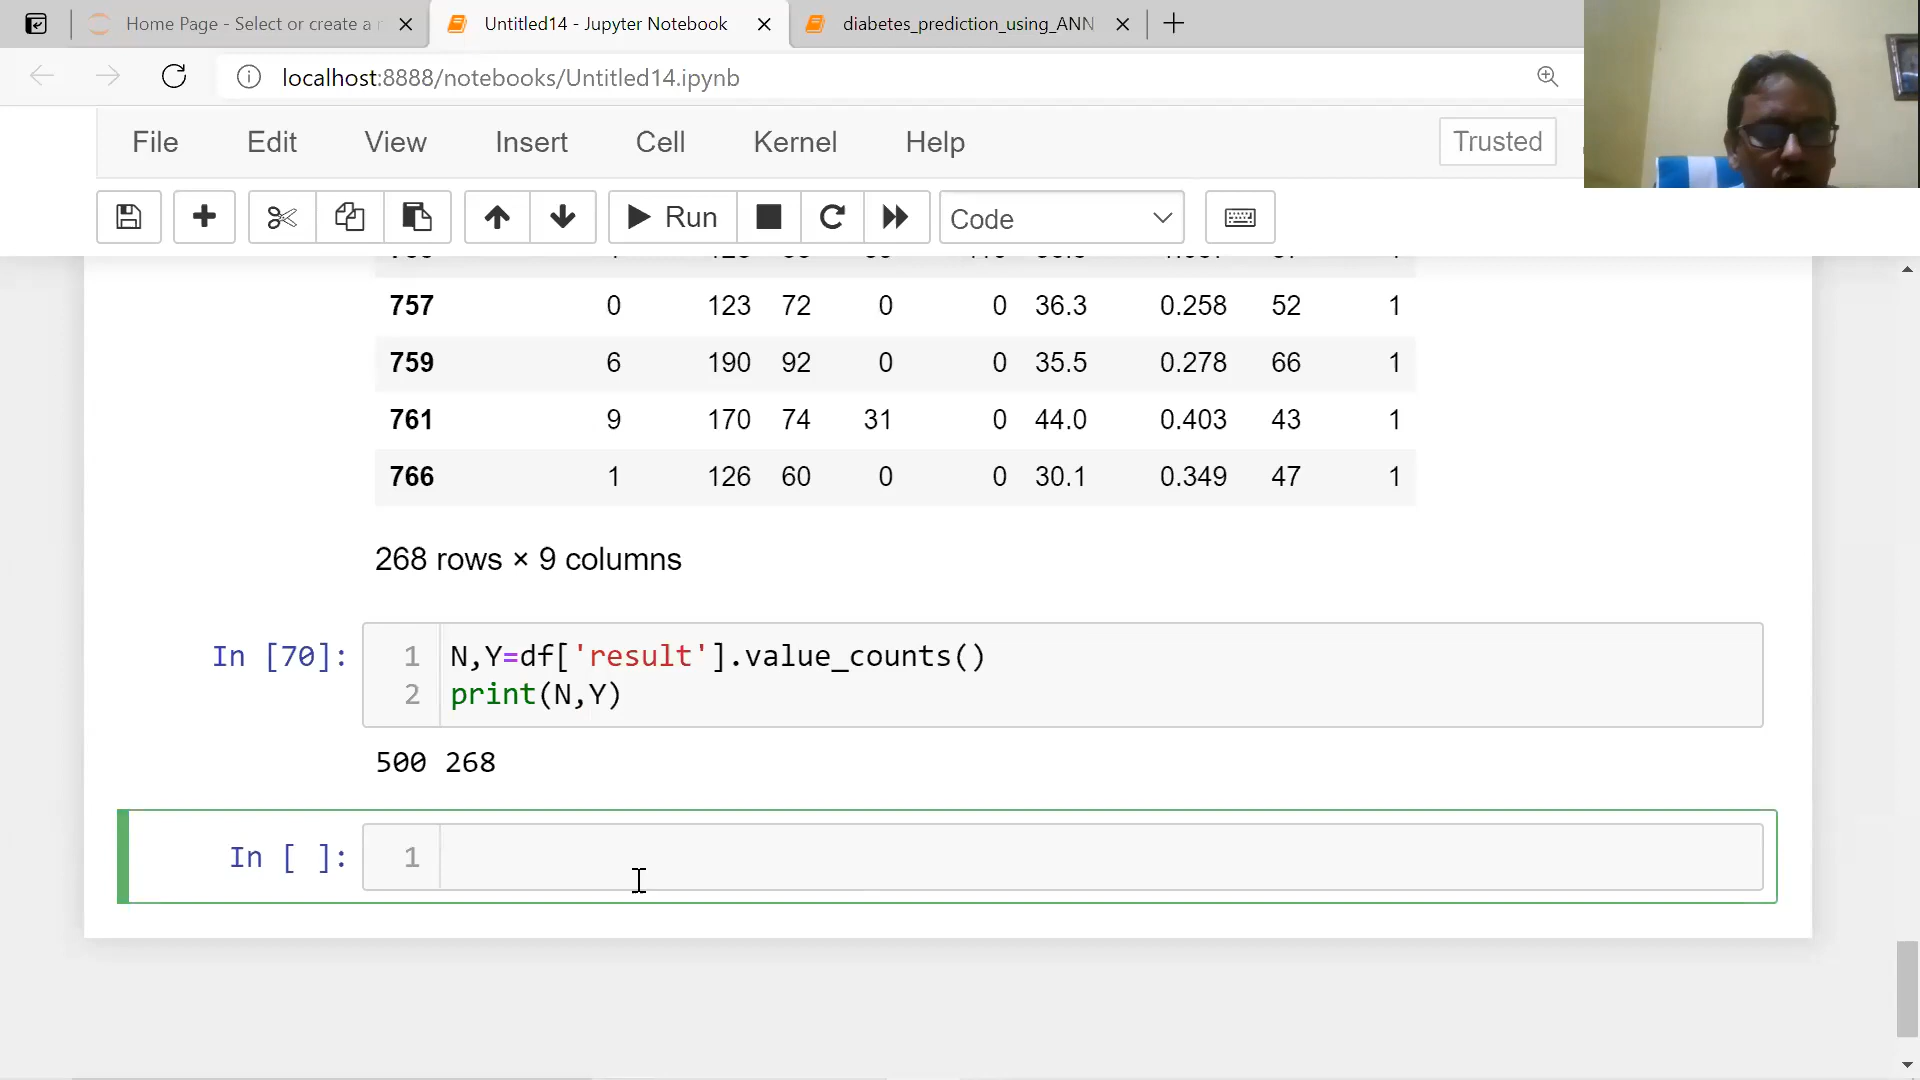 Home Page - Select or create a
Untitled14 - Jupyter Notebook
diabetes_prediction_using_ANN
localhost:8888/notebooks/Untitled14.ipynb
File Edit View Insert Cell Kernel Help
Trusted
Run
Code
757 0 123 72 0 0 36.3 0.258 52 1
759 6 190 92 0 0 35.5 0.278 66 1
761 9 170 74 31 0 44.0 0.403 43 1
766 1 126 60 0 0 30.1 0.349 47 1
268 rows × 9 columns
In [70]:
1 N,Y=df['result'].value_counts()
2 print(N,Y)
500 268
In [ ]:
1